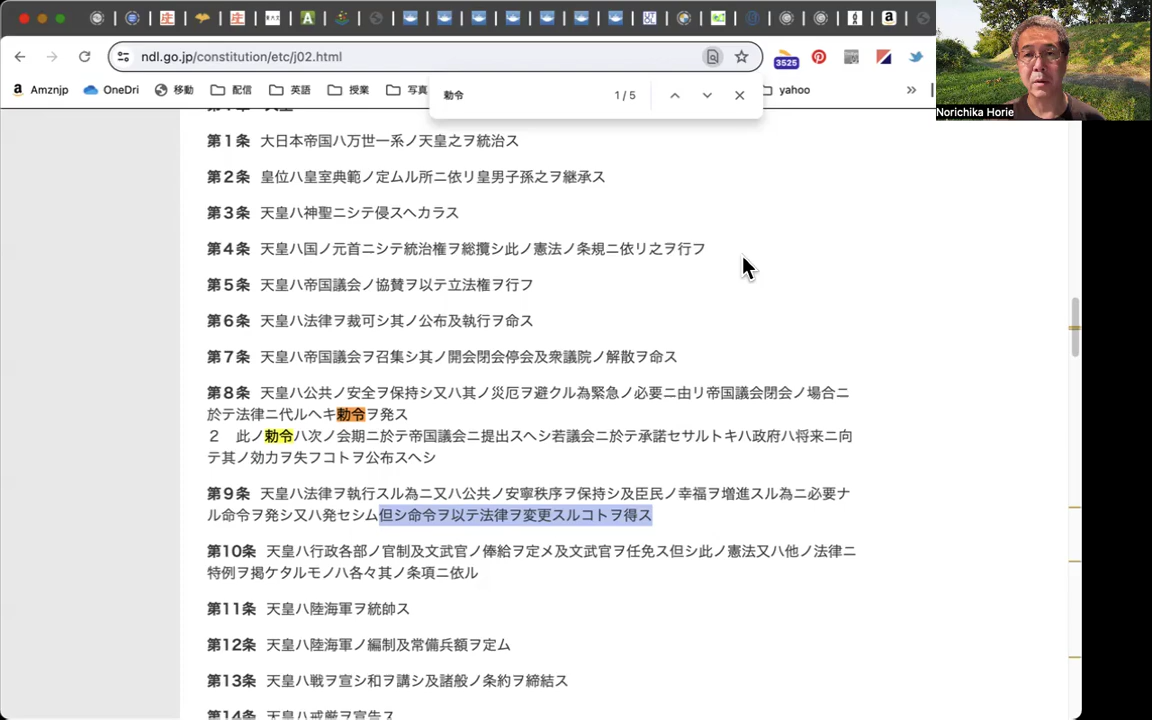 ndl.go.jp/constitution/etc/j02.html
3525
Amznjp
OneDri
移動
配信
英語
授業
写真
勅令
1/5
yahoo
Norichika Horie
第1条 大日本帝国ハ万世一系ノ天皇之ヲ統治ス
第2条 皇位ハ皇室典範ノ定ムル所ニ依リ皇男子孫之ヲ継承ス
第3条 天皇ハ神聖ニシテ侵スヘカラス
第4条 天皇ハ国ノ元首ニシテ統治権ヲ総攬シ此ノ憲法ノ条規ニ依リ之ヲ行フ
第5条 天皇ハ帝国議会ノ協賛ヲ以テ立法権ヲ行フ
第6条 天皇ハ法律ヲ裁可シ其ノ公布及執行ヲ命ス
第7条 天皇ハ帝国議会ヲ召集シ其ノ開会閉会停会及衆議院ノ解散ヲ命ス
第8条 天皇ハ公共ノ安全ヲ保持シ又ハ其ノ災厄ヲ避クル為緊急ノ必要ニ由リ帝国議会閉会ノ場合ニ
於テ法律ニ代ルヘキ勅令ヲ発ス
２ 此ノ勅令ハ次ノ会期ニ於テ帝国議会ニ提出スヘシ若議会ニ於テ承諾セサルトキハ政府ハ将来ニ向
テ其ノ効力ヲ失フコトヲ公布スヘシ
第9条 天皇ハ法律ヲ執行スル為ニ又ハ公共ノ安寧秩序ヲ保持シ及臣民ノ幸福ヲ増進スル為ニ必要ナ
ル命令ヲ発シ又ハ発セシム但シ命令ヲ以テ法律ヲ変更スルコトヲ得ス
第10条 天皇ハ行政各部ノ官制及文武官ノ俸給ヲ定メ及文武官ヲ任免ス但シ此ノ憲法又ハ他ノ法律ニ
特例ヲ掲ケタルモノハ各々其ノ条項ニ依ル
第11条 天皇ハ陸海軍ヲ統帥ス
第12条 天皇ハ陸海軍ノ編制及常備兵額ヲ定ム
第13条 天皇ハ戦ヲ宣シ和ヲ講シ及諸般ノ条約ヲ締結ス
第14条 天皇ハ戒厳ヲ宣告ス